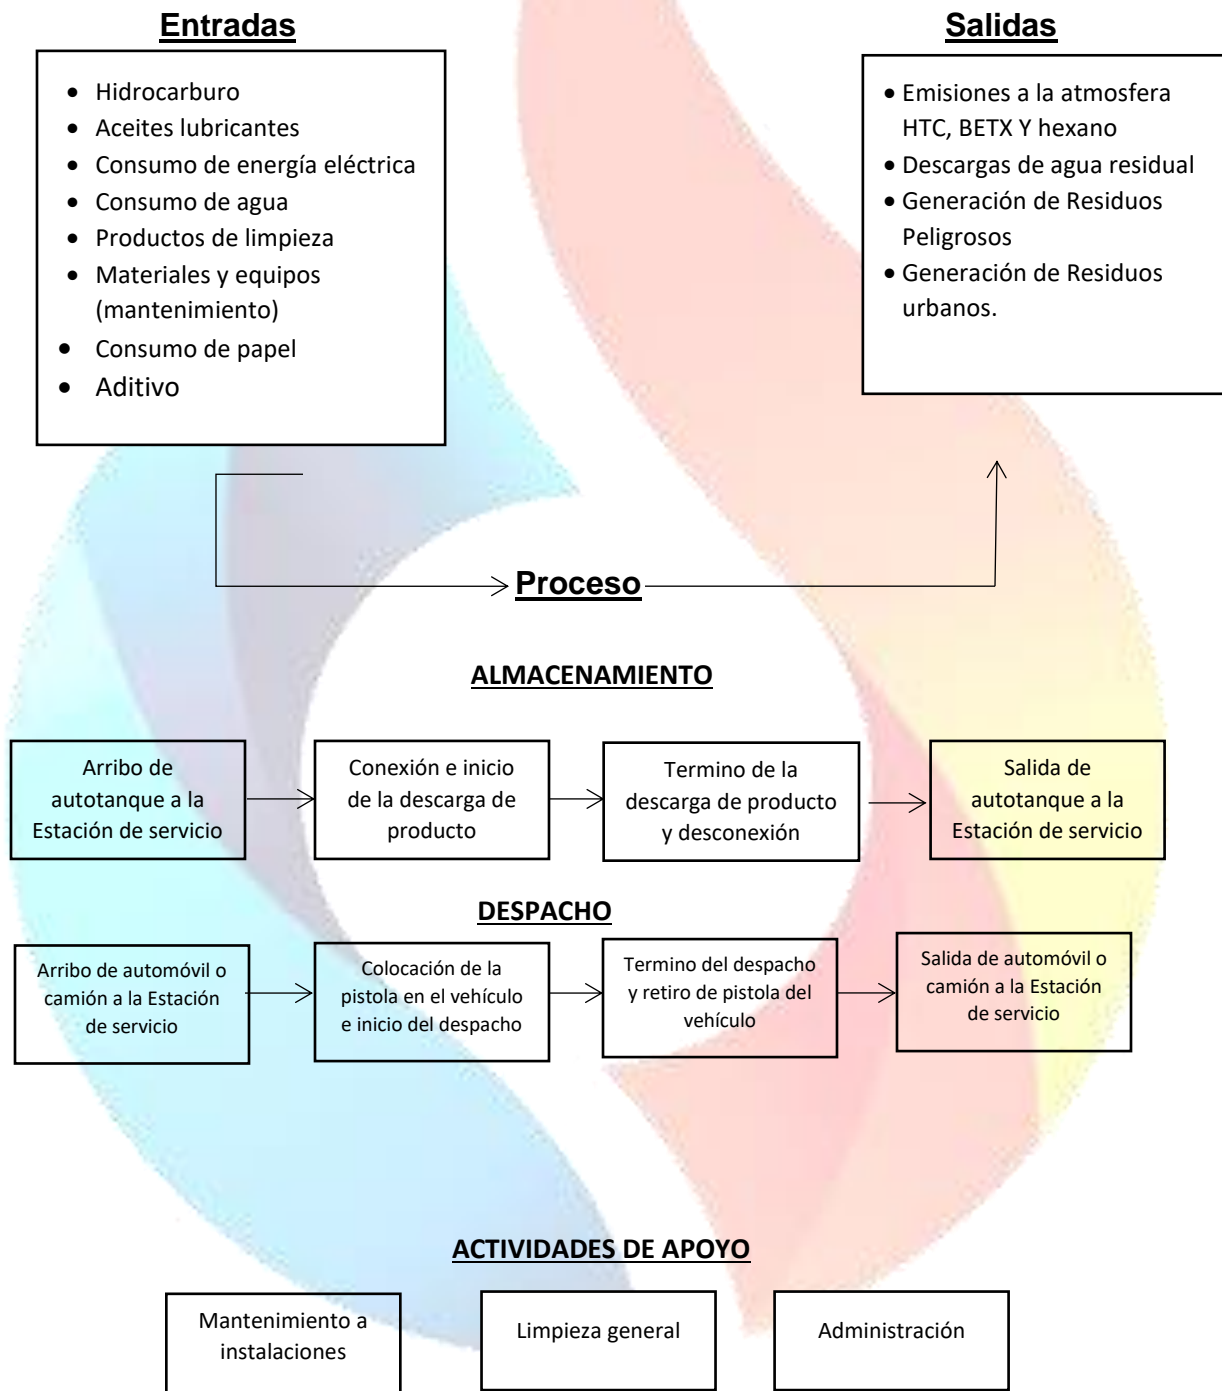 Entradas
• Hidrocarburo
• Aceites lubricantes
• Consumo de energía eléctrica
• Consumo de agua
• Productos de limpieza
• Materiales y equipos
(mantenimiento)
• Consumo de papel
• Aditivo
Salidas
• Emisiones a la atmosfera
HTC, BETX Y hexano
• Descargas de agua residual
• Generación de Residuos
Peligrosos
• Generación de Residuos
urbanos.
Proceso
ALMACENAMIENTO
Arribo de
autotanque a la
Estación de servicio
Conexión e inicio
de la descarga de
producto
Termino de la
descarga de producto
y desconexión
Salida de
autotanque a la
Estación de servicio
DESPACHO
Arribo de automóvil o
camión a la Estación
de servicio
Colocación de la
pistola en el vehículo
e inicio del despacho
Termino del despacho
y retiro de pistola del
vehículo
Salida de automóvil o
camión a la Estación
de servicio
ACTIVIDADES DE APOYO
Mantenimiento a
instalaciones
Limpieza general
Administración